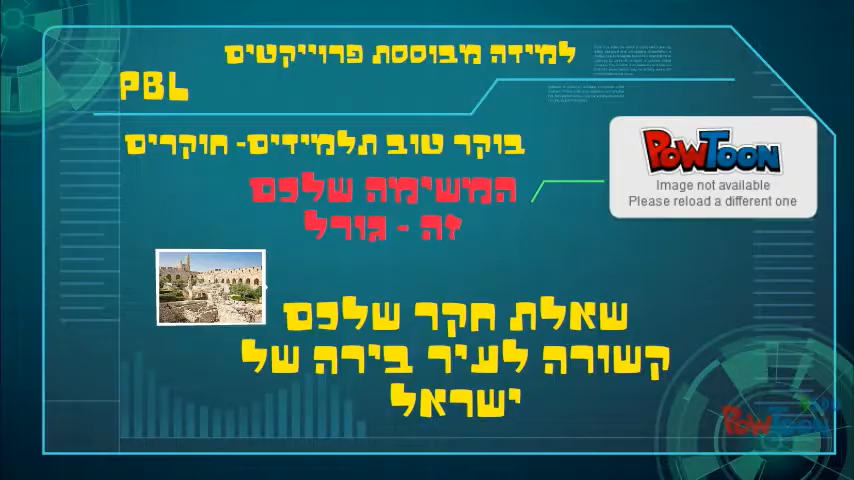 למידה מבוססת פרוייקטים
PBL
בוקר טוב תלמידים- חוקרים
המשימה שלכם
זה - גורל
POWTOON
Image not available
Please reload a different one
שאלת חקר שלכם
קשורה לעיר בירה של
ישראל
POWTOON